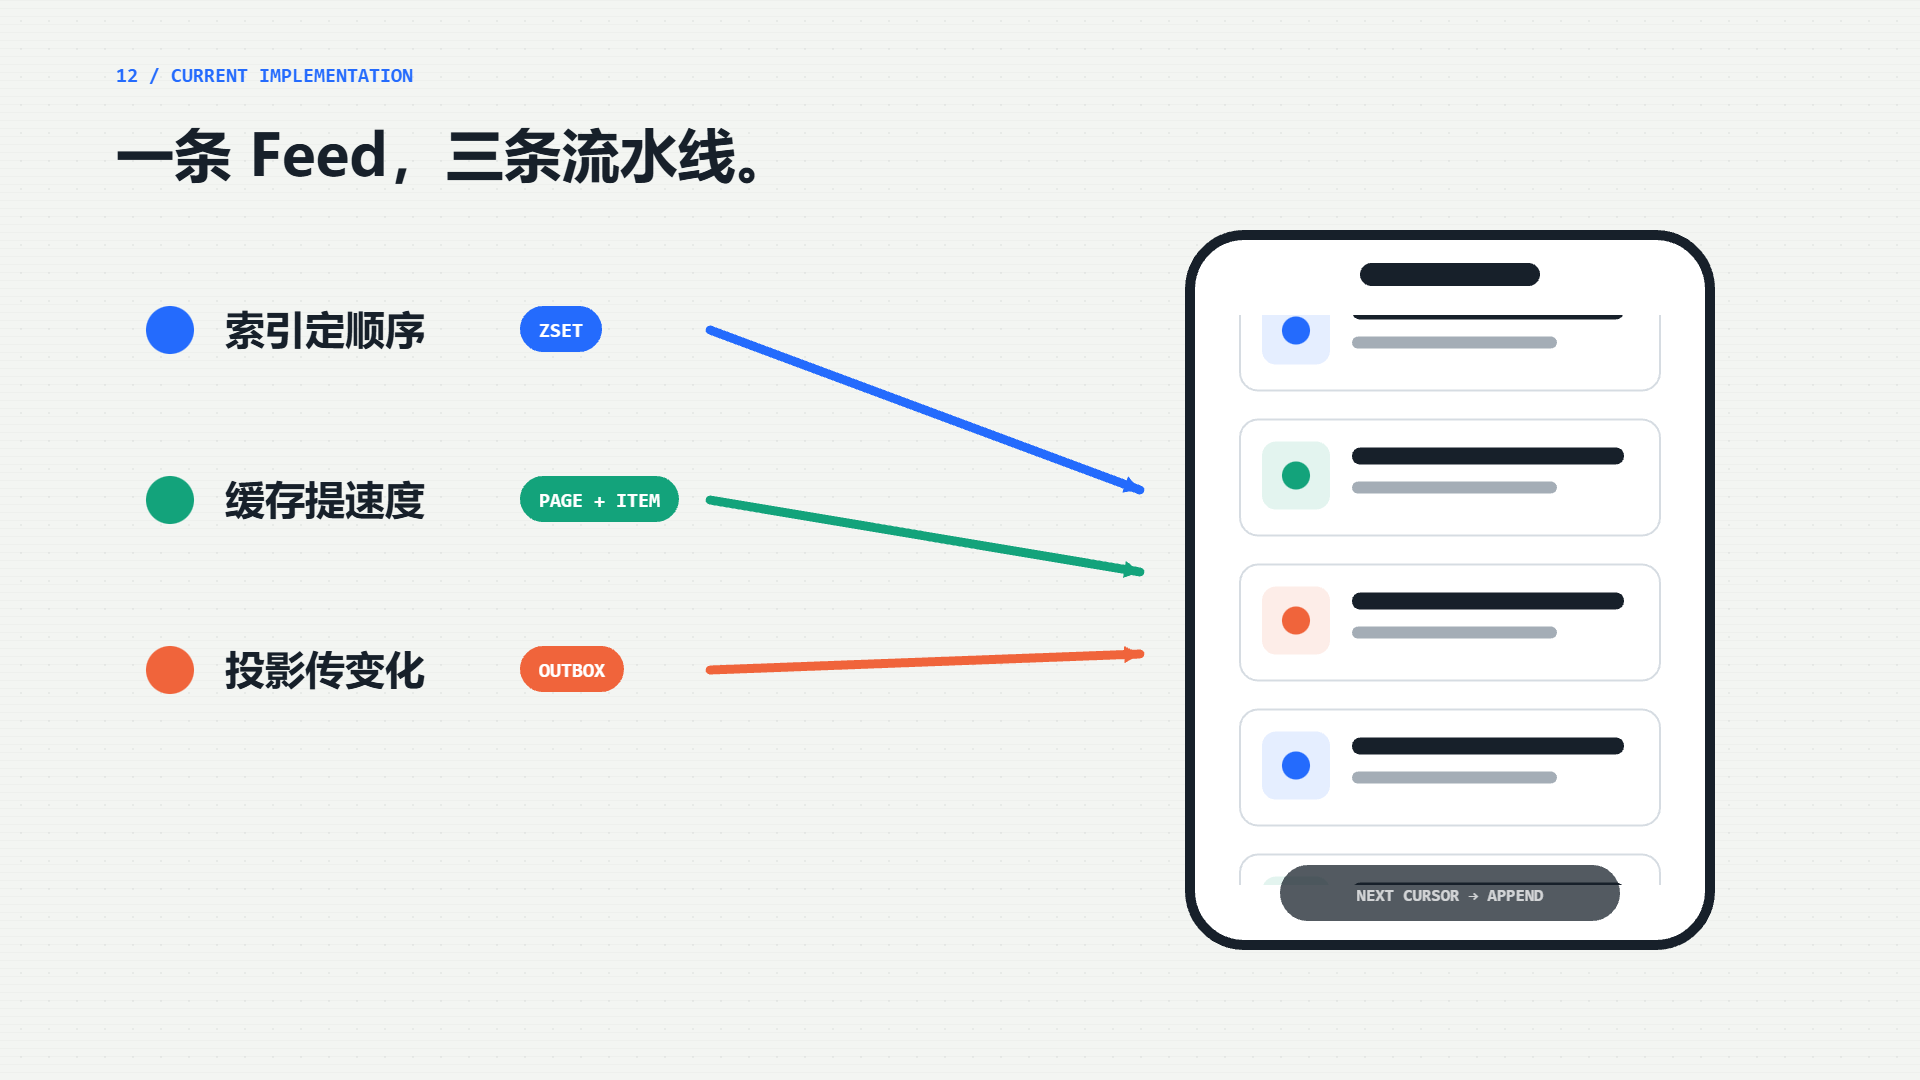 12 / CURRENT IMPLEMENTATION
一条 Feed，三条流水线。
索引定顺序
ZSET
缓存提速度
PAGE + ITEM
投影传变化
OUTBOX
NEXT CURSOR → APPEND